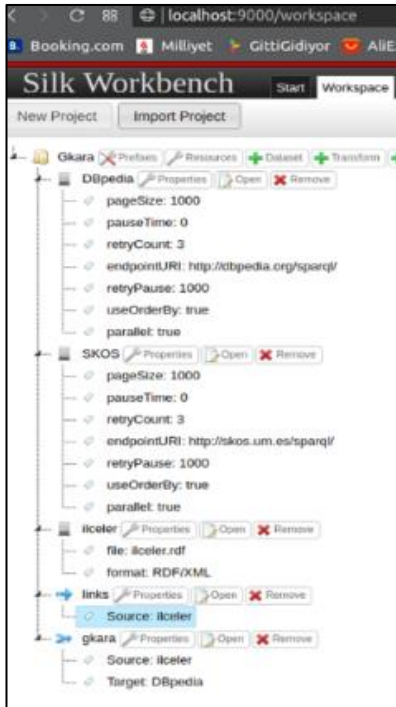 88 localhost:9000/workspace
B. Booking.com Milliyet GittiGidiyor AliE
Silk Workbench Start Workspace
New Project Import Project
Gkara Prefixes Resources Dataset Transform
DBpedia Properties Open Remove
pageSize: 1000
pauseTime: 0
retryCount: 3
endpointURI: http://dbpedia.org/sparql/
retryPause: 1000
useOrderBy: true
parallel: true
SKOS Properties Open Remove
pageSize: 1000
pauseTime: 0
retryCount: 3
endpointURI: http://skos.um.es/sparql/
retryPause: 1000
useOrderBy: true
parallel: true
ilceler Properties Open Remove
file: ilceler.rdf
format: RDF/XML
links Properties Open Remove
Source: ilceler
gkara Properties Open Remove
Source: ilceler
Target: DBpedia